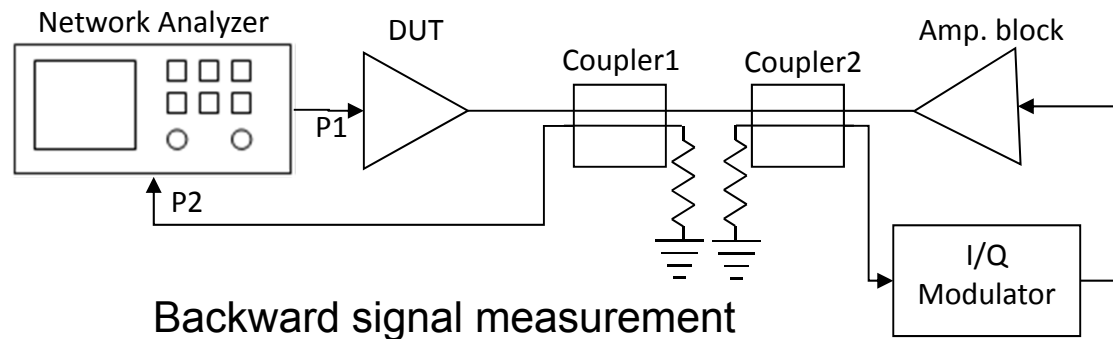 Network Analyzer
DUT
Amp. block
Coupler1
Coupler2
P1
P2
I/Q
Modulator
Backward signal measurement